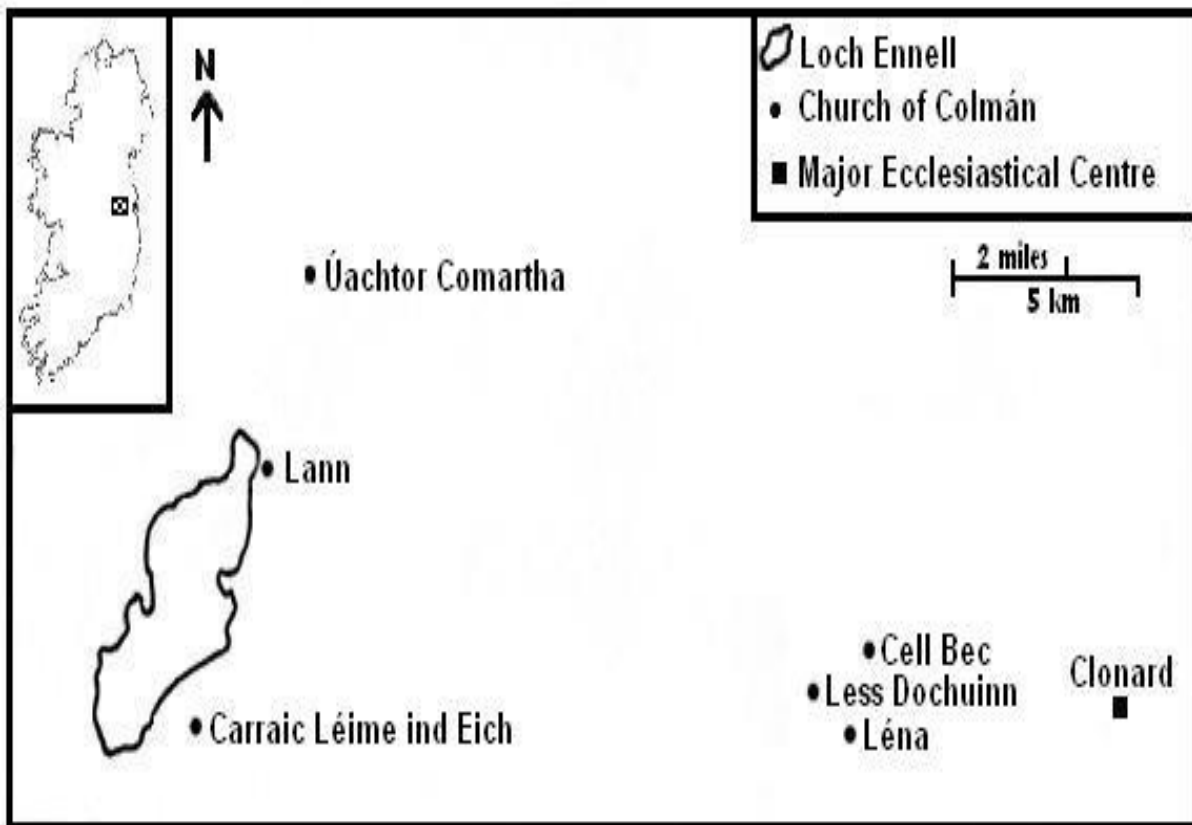 N
Loch Ennell
Church of Colmán
Major Ecclesiastical Centre
2 miles
5 km
Úachtor Comartha
Lann
Cell Bec
Clonard
Less Dochuinn
Carraic Léime ind Eich
Léna